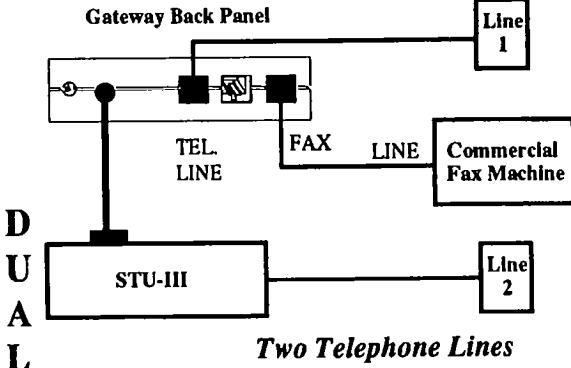 Gateway Back Panel
Line
1
TEL.
LINE
FAX
LINE
Commercial
Fax Machine
DUAL
STU-III
Line
2
Two Telephone Lines